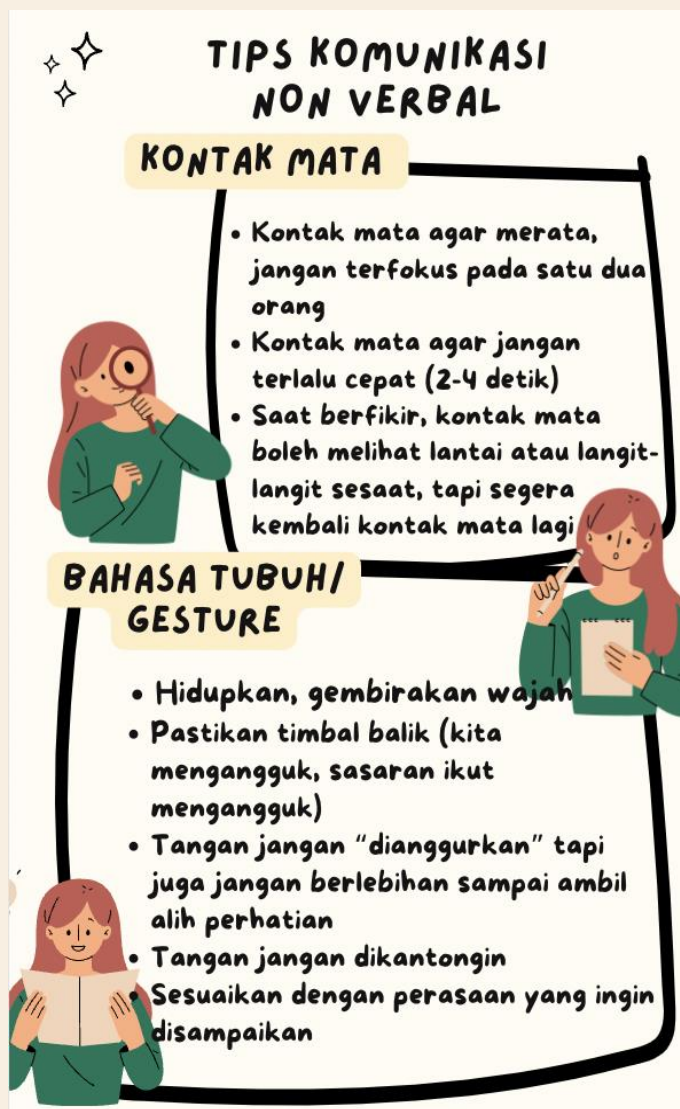 TIPS KOMUNIKASI
NON VERBAL
KONTAK MATA
• Kontak mata agar merata,
jangan terfokus pada satu dua
orang
• Kontak mata agar jangan
terlalu cepat (2-4 detik)
• Saat berfikir, kontak mata
boleh melihat lantai atau langit-
langit sesaat, tapi segera
kembali kontak mata lagi
BAHASA TUBUH/
GESTURE
• Hidupkan, gembirakan wajah
• Pastikan timbal balik (kita
mengangguk, sasaran ikut
mengangguk)
• Tangan jangan “dianggurkan” tapi
juga jangan berlebihan sampai ambil
alih perhatian
• Tangan jangan dikantongin
• Sesuaikan dengan perasaan yang ingin
disampaikan